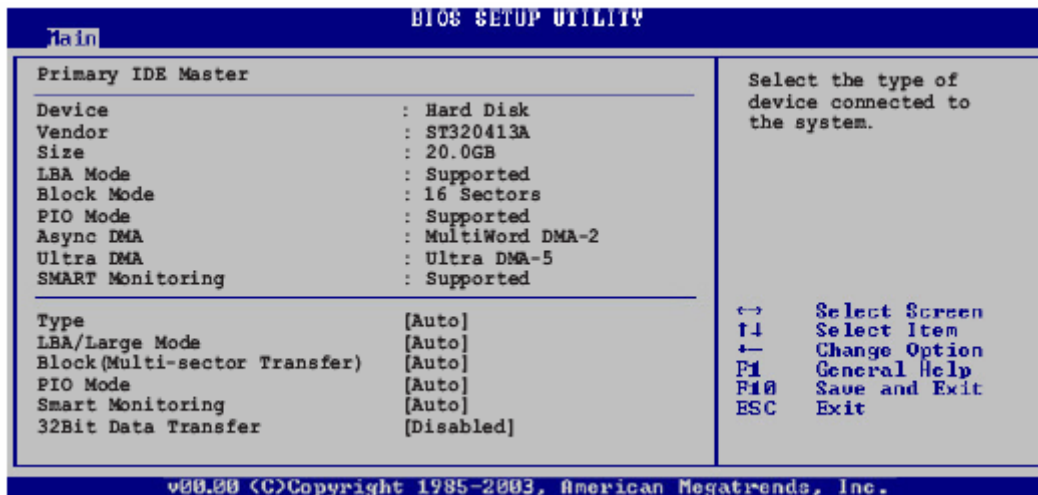 BIOS SETUP UTILITY
Main
Primary IDE Master
Device : Hard Disk
Vendor : ST320413A
Size : 20.0GB
LBA Mode : Supported
Block Mode : 16 Sectors
PIO Mode : Supported
Async DMA : MultiWord DMA-2
Ultra DMA : Ultra DMA-5
SMART Monitoring : Supported
Type [Auto]
LBA/Large Mode [Auto]
Block(Multi-sector Transfer) [Auto]
PIO Mode [Auto]
Smart Monitoring [Auto]
32Bit Data Transfer [Disabled]
Select the type of
device connected to
the system.
↔ Select Screen
↑↓ Select Item
+- Change Option
F1 General Help
F10 Save and Exit
ESC Exit
v00.00 (C)Copyright 1985-2003, American Megatrends, Inc.